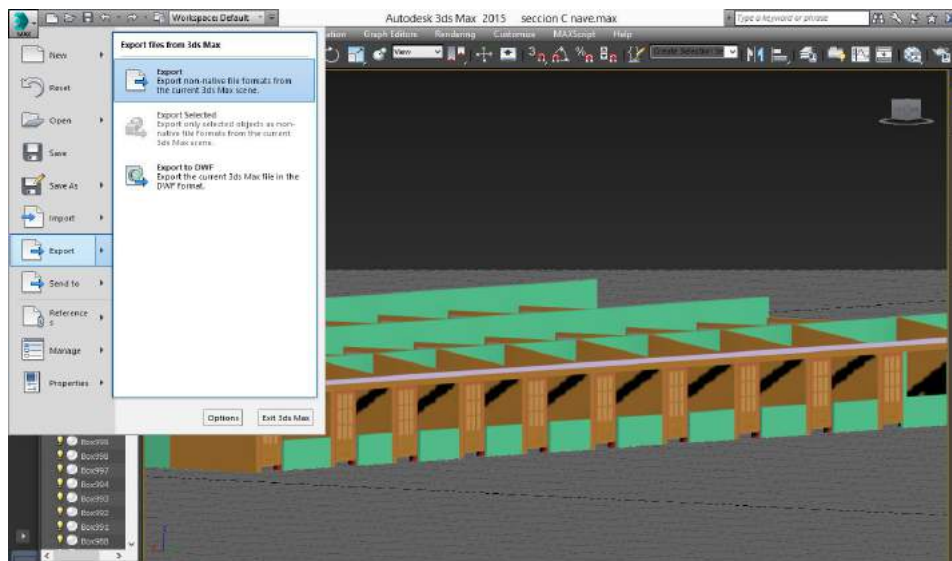 Workspace: Default
Autodesk 3ds Max 2015
seccion C nave.max
Type a keyword or phrase
MAX
Graph Editors
Rendering
Customize
MAXScript
Help
View
New
Reset
Open
Save
Save As
Import
Export
Send to
Reference
s
Manage
Properties
Export files from 3ds Max
Export
Export non-native file formats from
the current 3ds Max scene.
Export Selected
Export only selected objects as non-
native file formats from the current
3ds Max scene.
Export to DWF
Export the current 3ds Max file in the
DWF format.
Options
Exit 3ds Max
Box999
Box998
Box997
Box994
Box993
Box992
Box991
Box988